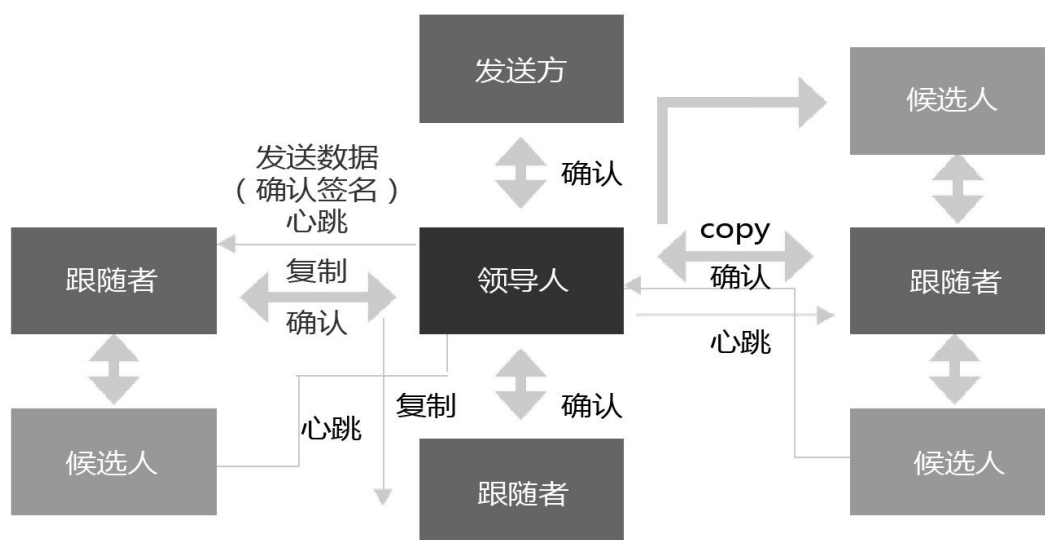 发送方
候选人
确认
发送数据
（确认签名）
心跳
copy
跟随者
复制
领导人
确认
跟随者
确认
心跳
复制
确认
心跳
候选人
跟随者
候选人